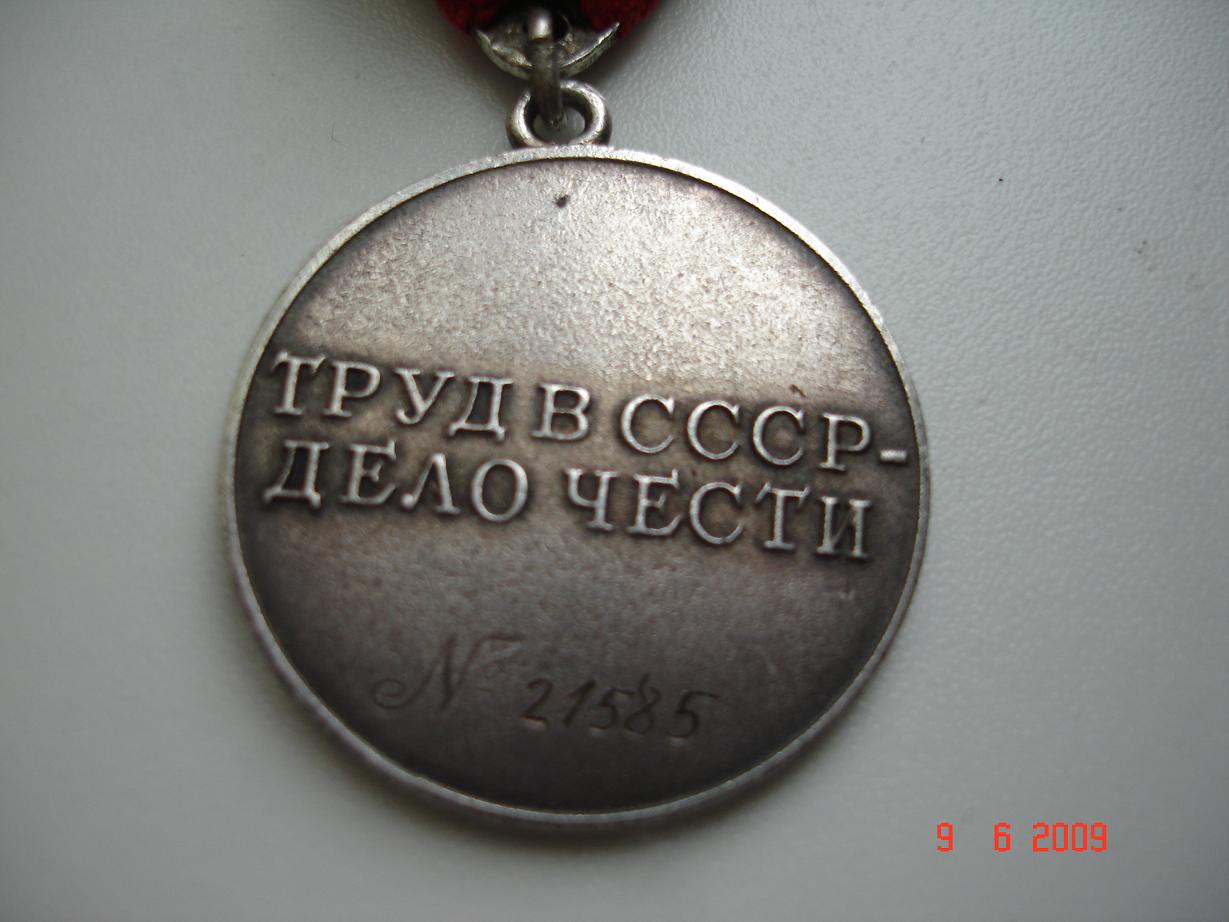 ТРУД В СССР-
ДЕЛО ЧЕСТИ
№ 21585
9 6 2009